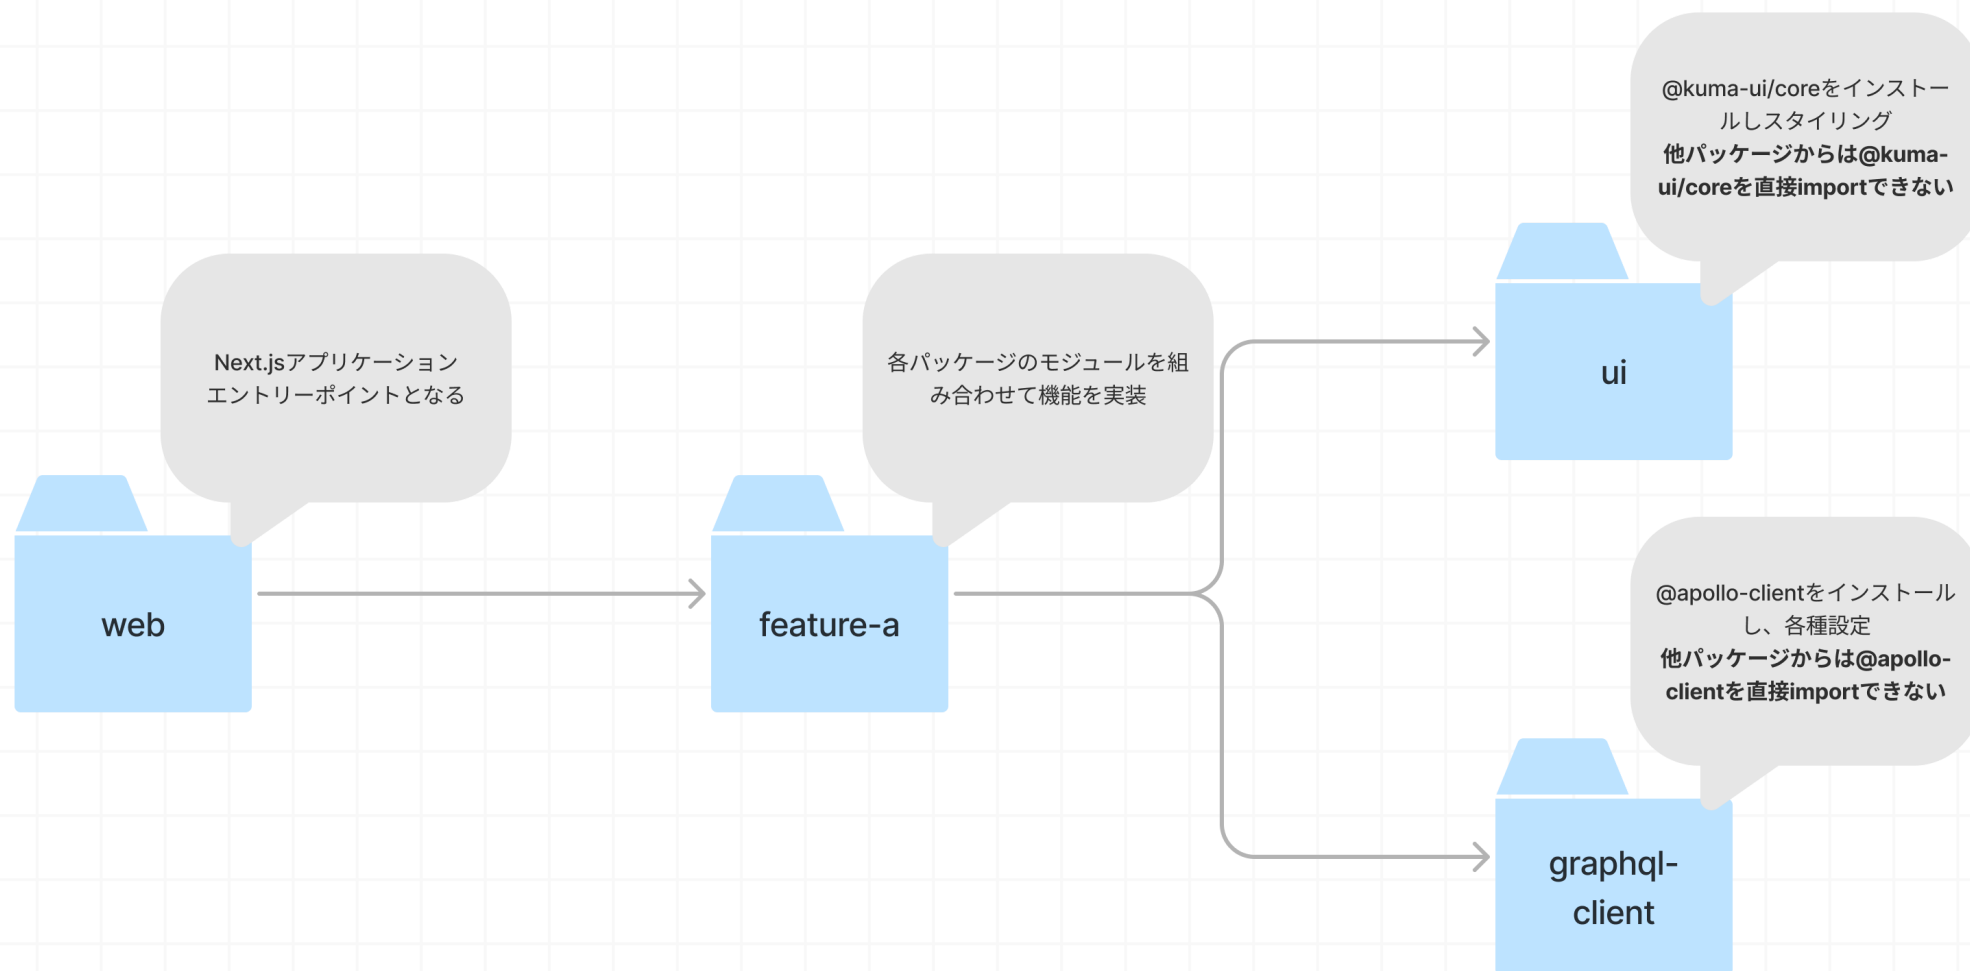 @kuma-ui/coreをインストー
ルしスタイリング
他パッケージからは@kuma-
ui/coreを直接importできない
ui
Next.jsアプリケーション
エントリーポイントとなる
web
各パッケージのモジュールを組
み合わせて機能を実装
feature-a
@apollo-clientをインストール
し、各種設定
他パッケージからは@apollo-
clientを直接importできない
graphql-
client